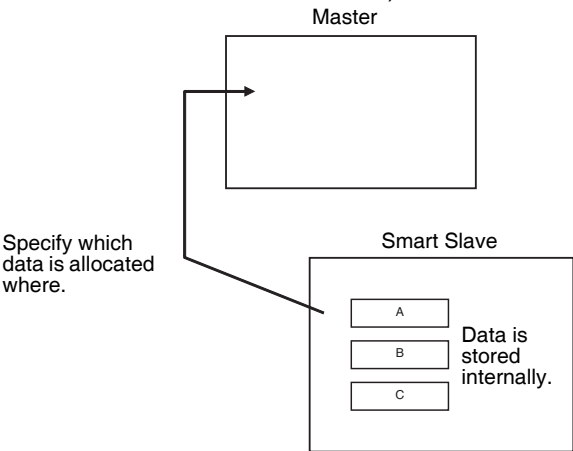 Master
Specify which
data is allocated
where.
Smart Slave
A
B
C
Data is
stored
internally.